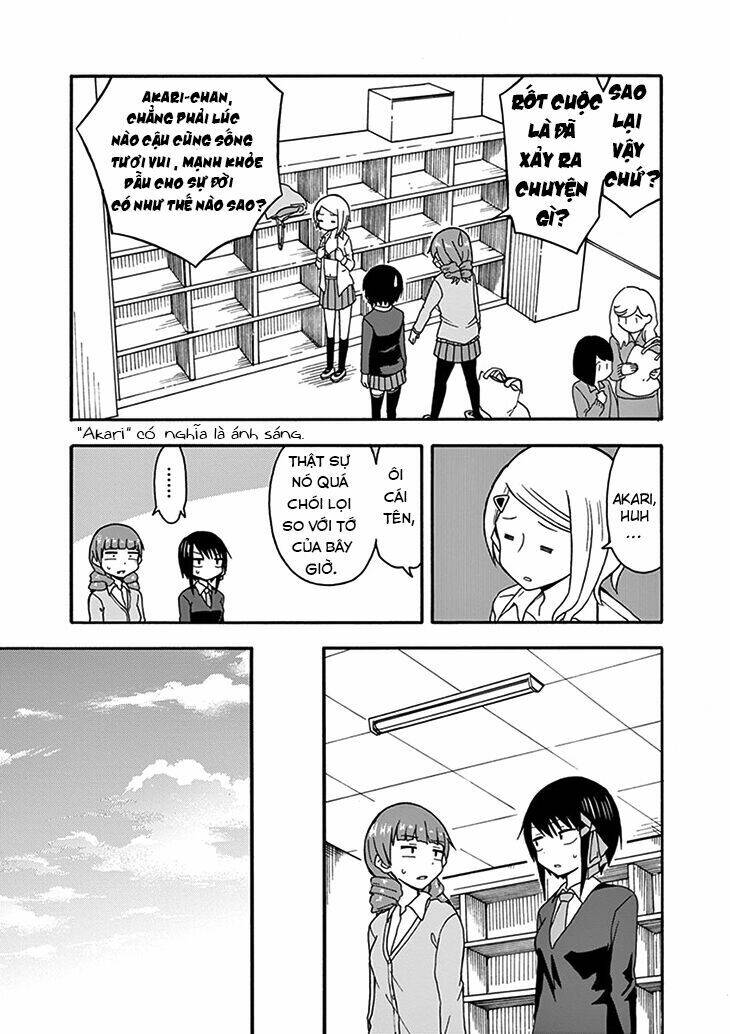 SAO
LẠI
VẬY
CHỨ?
RỐT CUỘC
LÀ ĐÃ
XẢY RA
CHUYỆN
GÌ?
AKARI-CHAN,
CHẲNG PHẢI LÚC
NÀO CẬU CŨNG SỐNG
TƯƠI VUI, MẠNH KHỎE
DẦU CHO SỰ ĐỜI
CÓ NHƯ THẾ NÀO SAO?
"Akari" có nghĩa là ánh sáng.
AKARI,
HUH
...
ÔI
CÁI
TÊN,
THẬT SỰ
NÓ QUÁ
CHÓI LỌI
SO VỚI TỚ
CỦA BÂY
GIỜ.
......